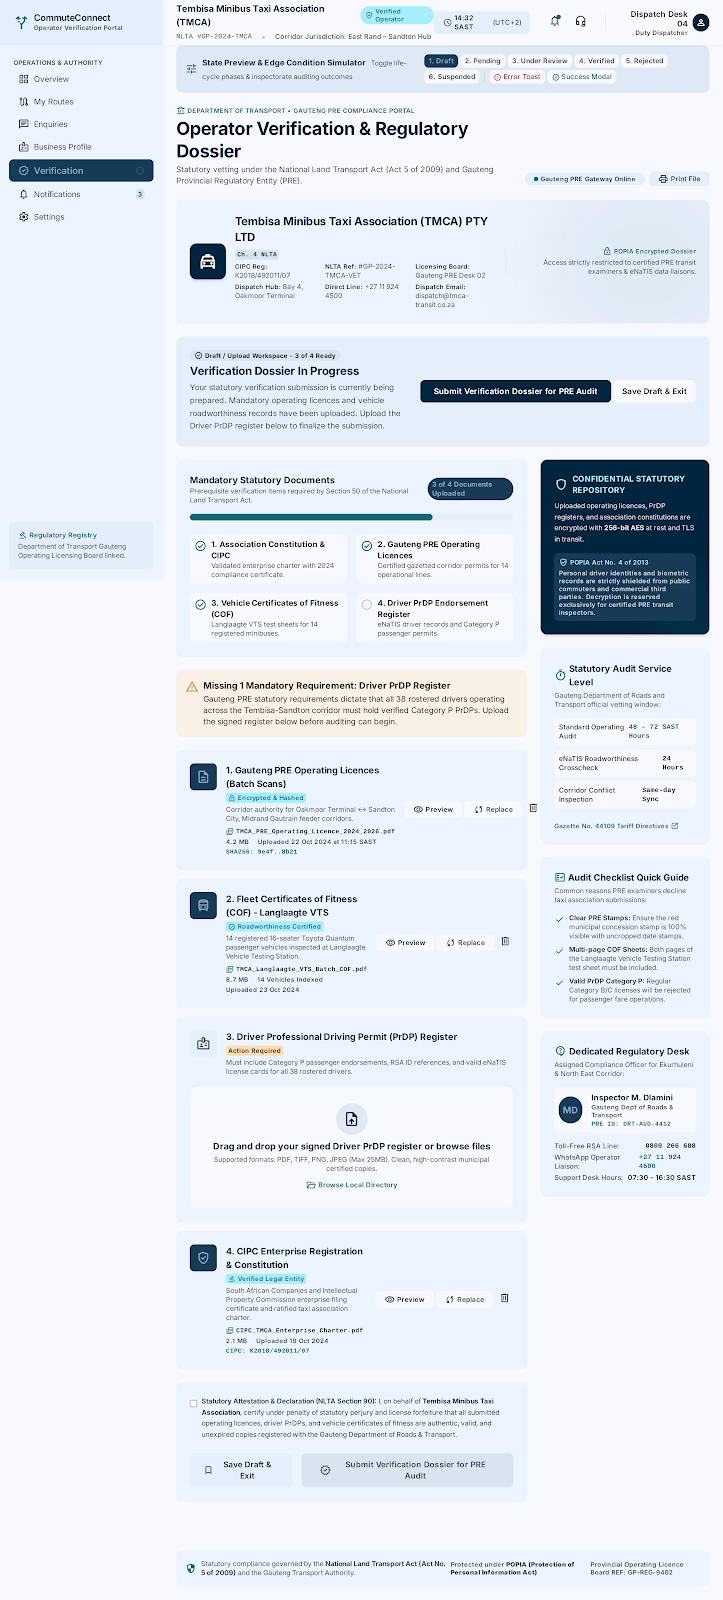 CommuteConnect
Operator Verification Portal
OPERATIONS & AUTHORITY
Overview
My Routes
Enquiries
Business Profile
Verification
Notifications 3
Settings
Regulatory Registry
Department of Transport Gauteng
Operating Licensing Board linked.
Tembisa Minibus Taxi Association
(TMCA)
Verified
Operator
NLTA #GP-2024-TMCA • Corridor Jurisdiction: East Rand – Sandton Hub
14:32
SAST
(UTC+2)
Dispatch Desk
04
Duty Dispatcher
State Preview & Edge Condition Simulator Toggle life-
cycle phases & inspectorate auditing outcomes
1. Draft 2. Pending 3. Under Review 4. Verified 5. Rejected
6. Suspended Error Toast Success Modal
DEPARTMENT OF TRANSPORT • GAUTENG PRE COMPLIANCE PORTAL
Operator Verification & Regulatory
Dossier
Statutory vetting under the National Land Transport Act (Act 5 of 2009) and Gauteng
Provincial Regulatory Entity (PRE).
Gauteng PRE Gateway Online
Print File
Tembisa Minibus Taxi Association (TMCA) PTY
LTD
Ch. 4 NLTA
CIPC Reg:
K2018/492011/07
NLTA Ref: #GP-2024-
TMCA-VET
Licensing Board:
Gauteng PRE Desk 02
Dispatch Hub: Bay 4,
Oakmoor Terminal
Direct Line: +27 11 924
4500
Dispatch Email:
dispatch@tmca-
transit.co.za
POPIA Encrypted Dossier
Access strictly restricted to certified PRE transit
examiners & eNaTIS data liaisons.
Draft / Upload Workspace - 3 of 4 Ready
Verification Dossier In Progress
Your statutory verification submission is currently being
prepared. Mandatory operating licences and vehicle
roadworthiness records have been uploaded. Upload the
Driver PrDP register below to finalize the submission.
Submit Verification Dossier for PRE Audit
Save Draft & Exit
Mandatory Statutory Documents
Prerequisite verification items required by Section 50 of the National
Land Transport Act.
3 of 4 Documents
Uploaded
1. Association Constitution &
CIPC
Validated enterprise charter with 2024
compliance certificate.
2. Gauteng PRE Operating
Licences
Certified gazetted corridor permits for 14
operational lines.
3. Vehicle Certificates of Fitness
(COF)
Langlaagte VTS test sheets for 14
registered minibuses.
4. Driver PrDP Endorsement
Register
eNaTIS driver records and Category P
passenger permits.
Missing 1 Mandatory Requirement: Driver PrDP Register
Gauteng PRE statutory requirements dictate that all 38 rostered drivers operating
across the Tembisa-Sandton corridor must hold verified Category P PrDPs. Upload
the signed register below before auditing can begin.
1. Gauteng PRE Operating Licences
(Batch Scans)
Encrypted & Hashed
Corridor authority for Oakmoor Terminal ↔ Sandton
City, Midrand Gautrain feeder corridors.
TMCA_PRE_Operating_Licence_2024_2026.pdf
4.2 MB Uploaded 22 Oct 2024 at 11:15 SAST
SHA256: 9e4f..8b21
Preview
Replace
2. Fleet Certificates of Fitness
(COF) - Langlaagte VTS
Roadworthiness Certified
14 registered 16-seater Toyota Quantum
passenger vehicles inspected at Langlaagte
Vehicle Testing Station.
TMCA_Langlaagte_VTS_Batch_COF.pdf
8.7 MB 14 Vehicles Indexed
Uploaded 23 Oct 2024
Preview
Replace
3. Driver Professional Driving Permit (PrDP) Register
Action Required
Must include Category P passenger endorsements, RSA ID references, and valid eNaTIS
license cards for all 38 rostered drivers.
Drag and drop your signed Driver PrDP register or browse files
Supported formats: PDF, TIFF, PNG, JPEG (Max 25MB). Clean, high-contrast municipal
certified copies.
Browse Local Directory
4. CIPC Enterprise Registration
& Constitution
Verified Legal Entity
South African Companies and Intellectual
Property Commission enterprise filing
certificate and ratified taxi association
charter.
CIPC_TMCA_Enterprise_Charter.pdf
2.1 MB Uploaded 19 Oct 2024
CIPC: K2018/492011/07
Preview
Replace
Statutory Attestation & Declaration (NLTA Section 90): I, on behalf of Tembisa Minibus Taxi
Association, certify under penalty of statutory perjury and license forfeiture that all submitted
operating licences, driver PrDPs, and vehicle certificates of fitness are authentic, valid, and
unexpired copies registered with the Gauteng Department of Roads & Transport.
Save Draft &
Exit
Submit Verification Dossier for PRE
Audit
CONFIDENTIAL STATUTORY
REPOSITORY
Uploaded operating licences, PrDP
registers, and association constitutions are
encrypted with 256-bit AES at rest and TLS
in transit.
POPIA Act No. 4 of 2013
Personal driver identities and biometric
records are strictly shielded from public
commuters and commercial third
parties. Decryption is reserved
exclusively for certified PRE transit
inspectors.
Statutory Audit Service
Level
Gauteng Department of Roads and
Transport official vetting window:
Standard Operating
Audit
48 – 72 SAST
Hours
eNaTIS Roadworthiness
Crosscheck
24
Hours
Corridor Conflict
Inspection
Same-day
Sync
Gazette No. 44109 Tariff Directives
Audit Checklist Quick Guide
Common reasons PRE examiners decline
taxi association submissions:
Clear PRE Stamps: Ensure the red
municipal concession stamp is 100%
visible with uncropped date stamps.
Multi-page COF Sheets: Both pages of
the Langlaagte Vehicle Testing Station
test sheet must be included.
Valid PrDP Category P: Regular
Category B/C licenses will be rejected
for passenger fare operations.
Dedicated Regulatory Desk
Assigned Compliance Officer for Ekurhuleni
& North East Corridor:
MD
Inspector M. Dlamini
Gauteng Dept of Roads &
Transport
PRE ID: DRT-AUD-4412
Toll-Free RSA Line: 0800 266 688
WhatsApp Operator
Liaison:
+27 11 924
4500
Support Desk Hours: 07:30 – 16:30 SAST
Statutory compliance governed by the National Land Transport Act (Act No.
5 of 2009) and the Gauteng Transport Authority.
Protected under POPIA (Protection of
Personal Information Act)
Provincial Operating Licence
Board REF: GP-REG-9402